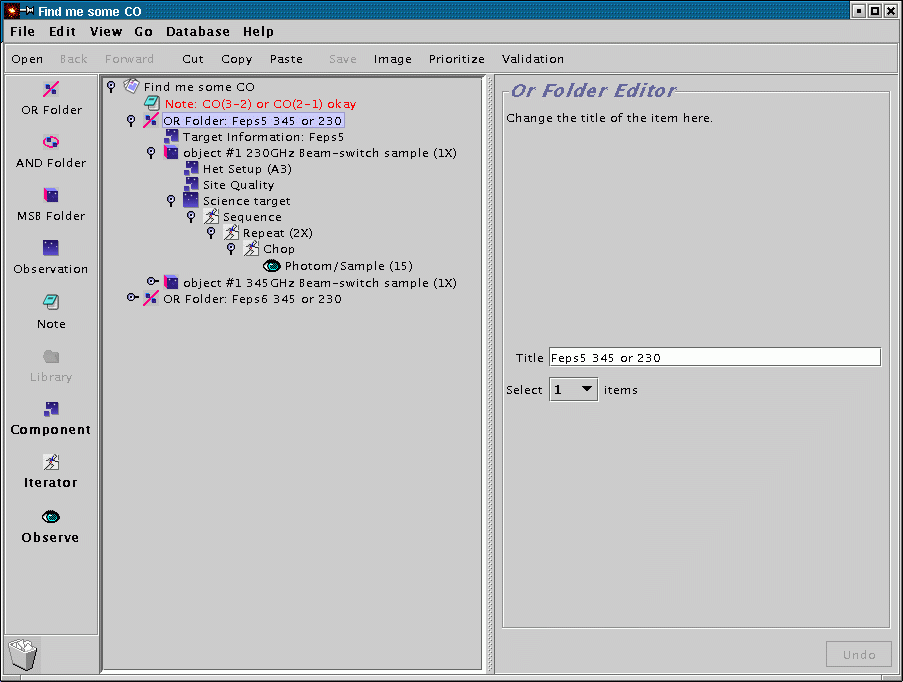 Find me some CO
File Edit View Go Database Help
Open Back Forward Cut Copy Paste Save Image Prioritize Validation
OR Folder
AND Folder
MSB Folder
Observation
Note
Library
Component
Iterator
Observe
Find me some CO
Note: CO(3-2) or CO(2-1) okay
OR Folder: Feps5 345 or 230
Target Information: Feps5
object #1 230GHz Beam-switch sample (1X)
Het Setup (A3)
Site Quality
Science target
Sequence
Repeat (2X)
Chop
Photom/Sample (15)
object #1 345GHz Beam-switch sample (1X)
OR Folder: Feps6 345 or 230
Or Folder Editor
Change the title of the item here.
Title Feps5 345 or 230
Select 1 items
Undo